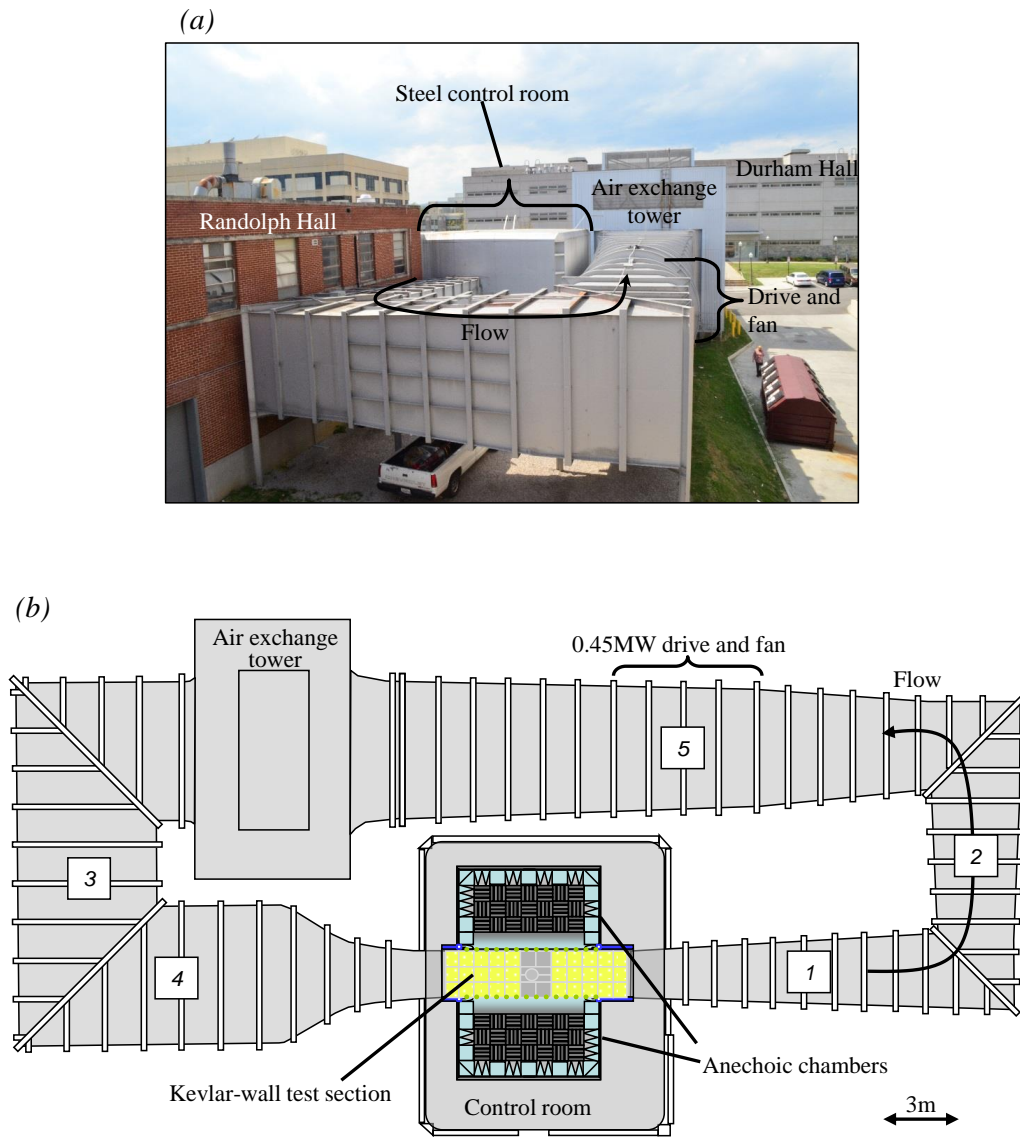 (a)
Steel control room
Durham Hall
Air exchange
tower
Randolph Hall
Drive and
fan
Flow
(b)
Air exchange
tower
0.45MW drive and fan
Flow
5
2
3
4
1
Anechoic chambers
Kevlar-wall test section
Control room
3m